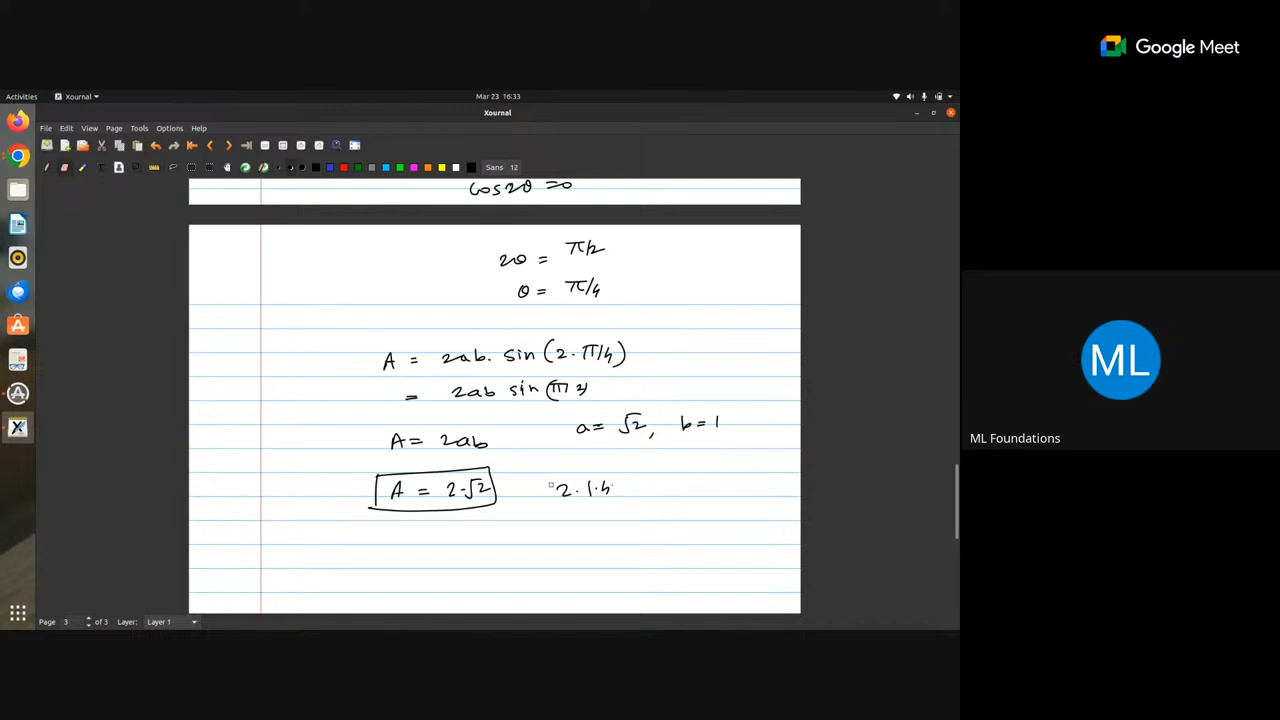 Google Meet
Activities Xournal Mar 23 16:33
Xournal
File Edit View Page Tools Options Help
Sans 12
cos2θ = 0
2θ = π/2
θ = π/4
A = 2ab. sin (2. π/4)
= 2ab sin (π
a = √2, b = 1
A = 2ab
A = 2·√2 2. 1.4
ML
ML Foundations
Page 3 of 3 Layer: Layer 1